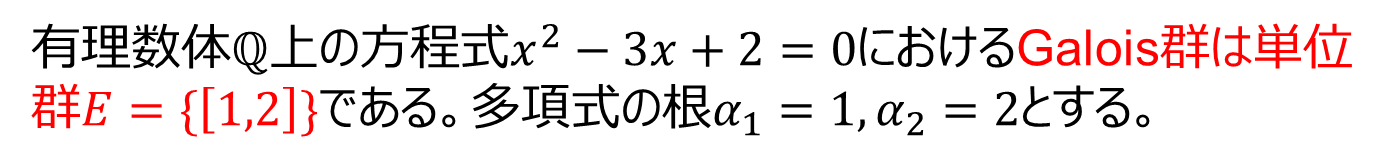 有理数体ℚ上の方程式𝑥² − 3𝑥 + 2 = 0におけるGalois群は単位
群𝐸 = {[1,2]}である。多項式の根𝛼₁ = 1, 𝛼₂ = 2とする。